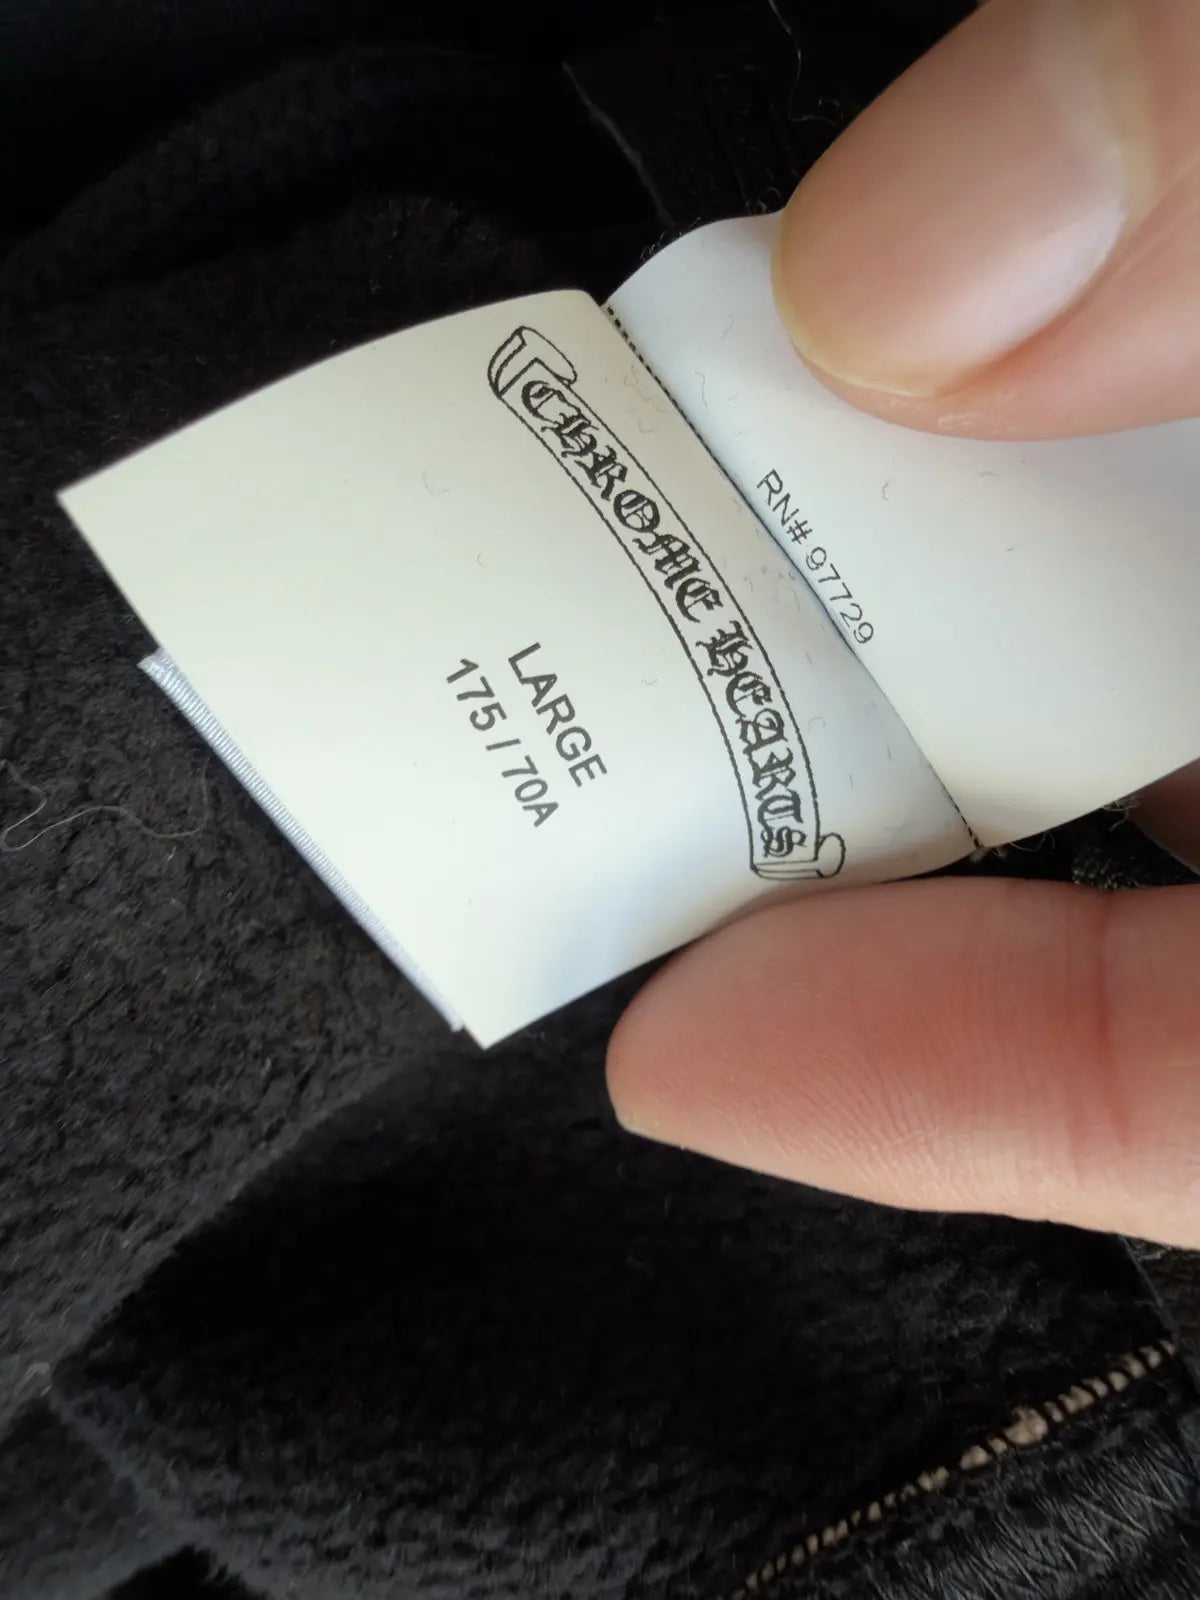 CHROME HEARTS
LARGE
175 / 70A
RN# 97729